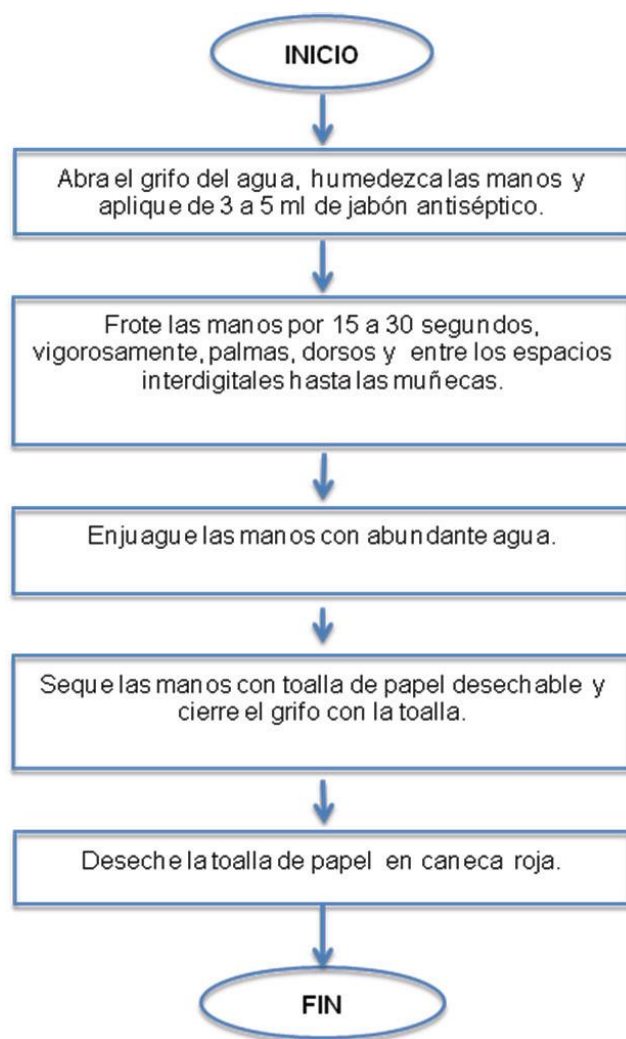 INICIO
Abra el grifo del agua, humedezca las manos y
aplique de 3 a 5 ml de jabón antiséptico.
Frote las manos por 15 a 30 segundos,
vigorosamente, palmas, dorsos y entre los espacios
interdigitales hasta las muñecas.
Enjuague las manos con abundante agua.
Seque las manos con toalla de papel desechable y
cierre el grifo con la toalla.
Deseche la toalla de papel en caneca roja.
FIN